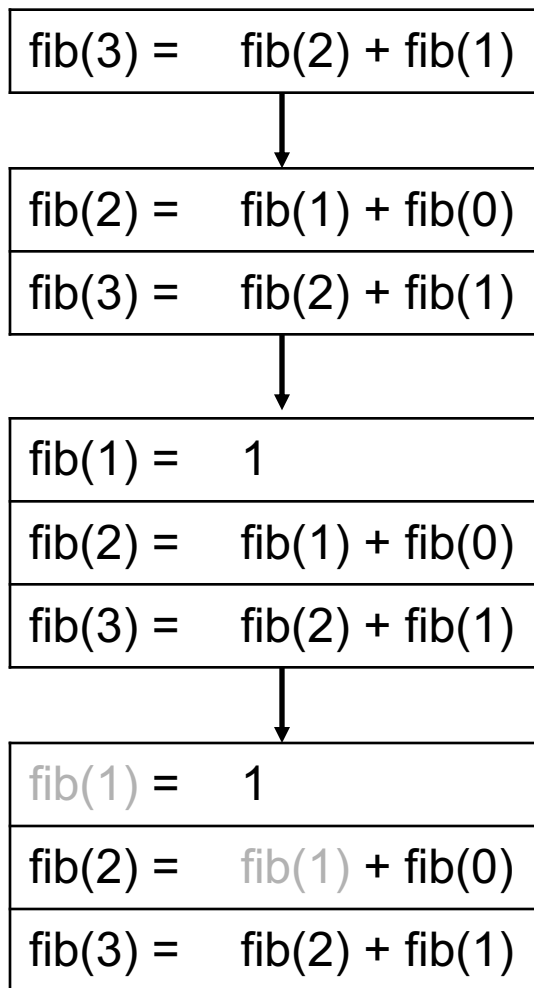 fib(3) = fib(2) + fib(1)
fib(2) = fib(1) + fib(0)
fib(3) = fib(2) + fib(1)
fib(1) = 1
fib(2) = fib(1) + fib(0)
fib(3) = fib(2) + fib(1)
fib(1) = 1
fib(2) = fib(1) + fib(0)
fib(3) = fib(2) + fib(1)